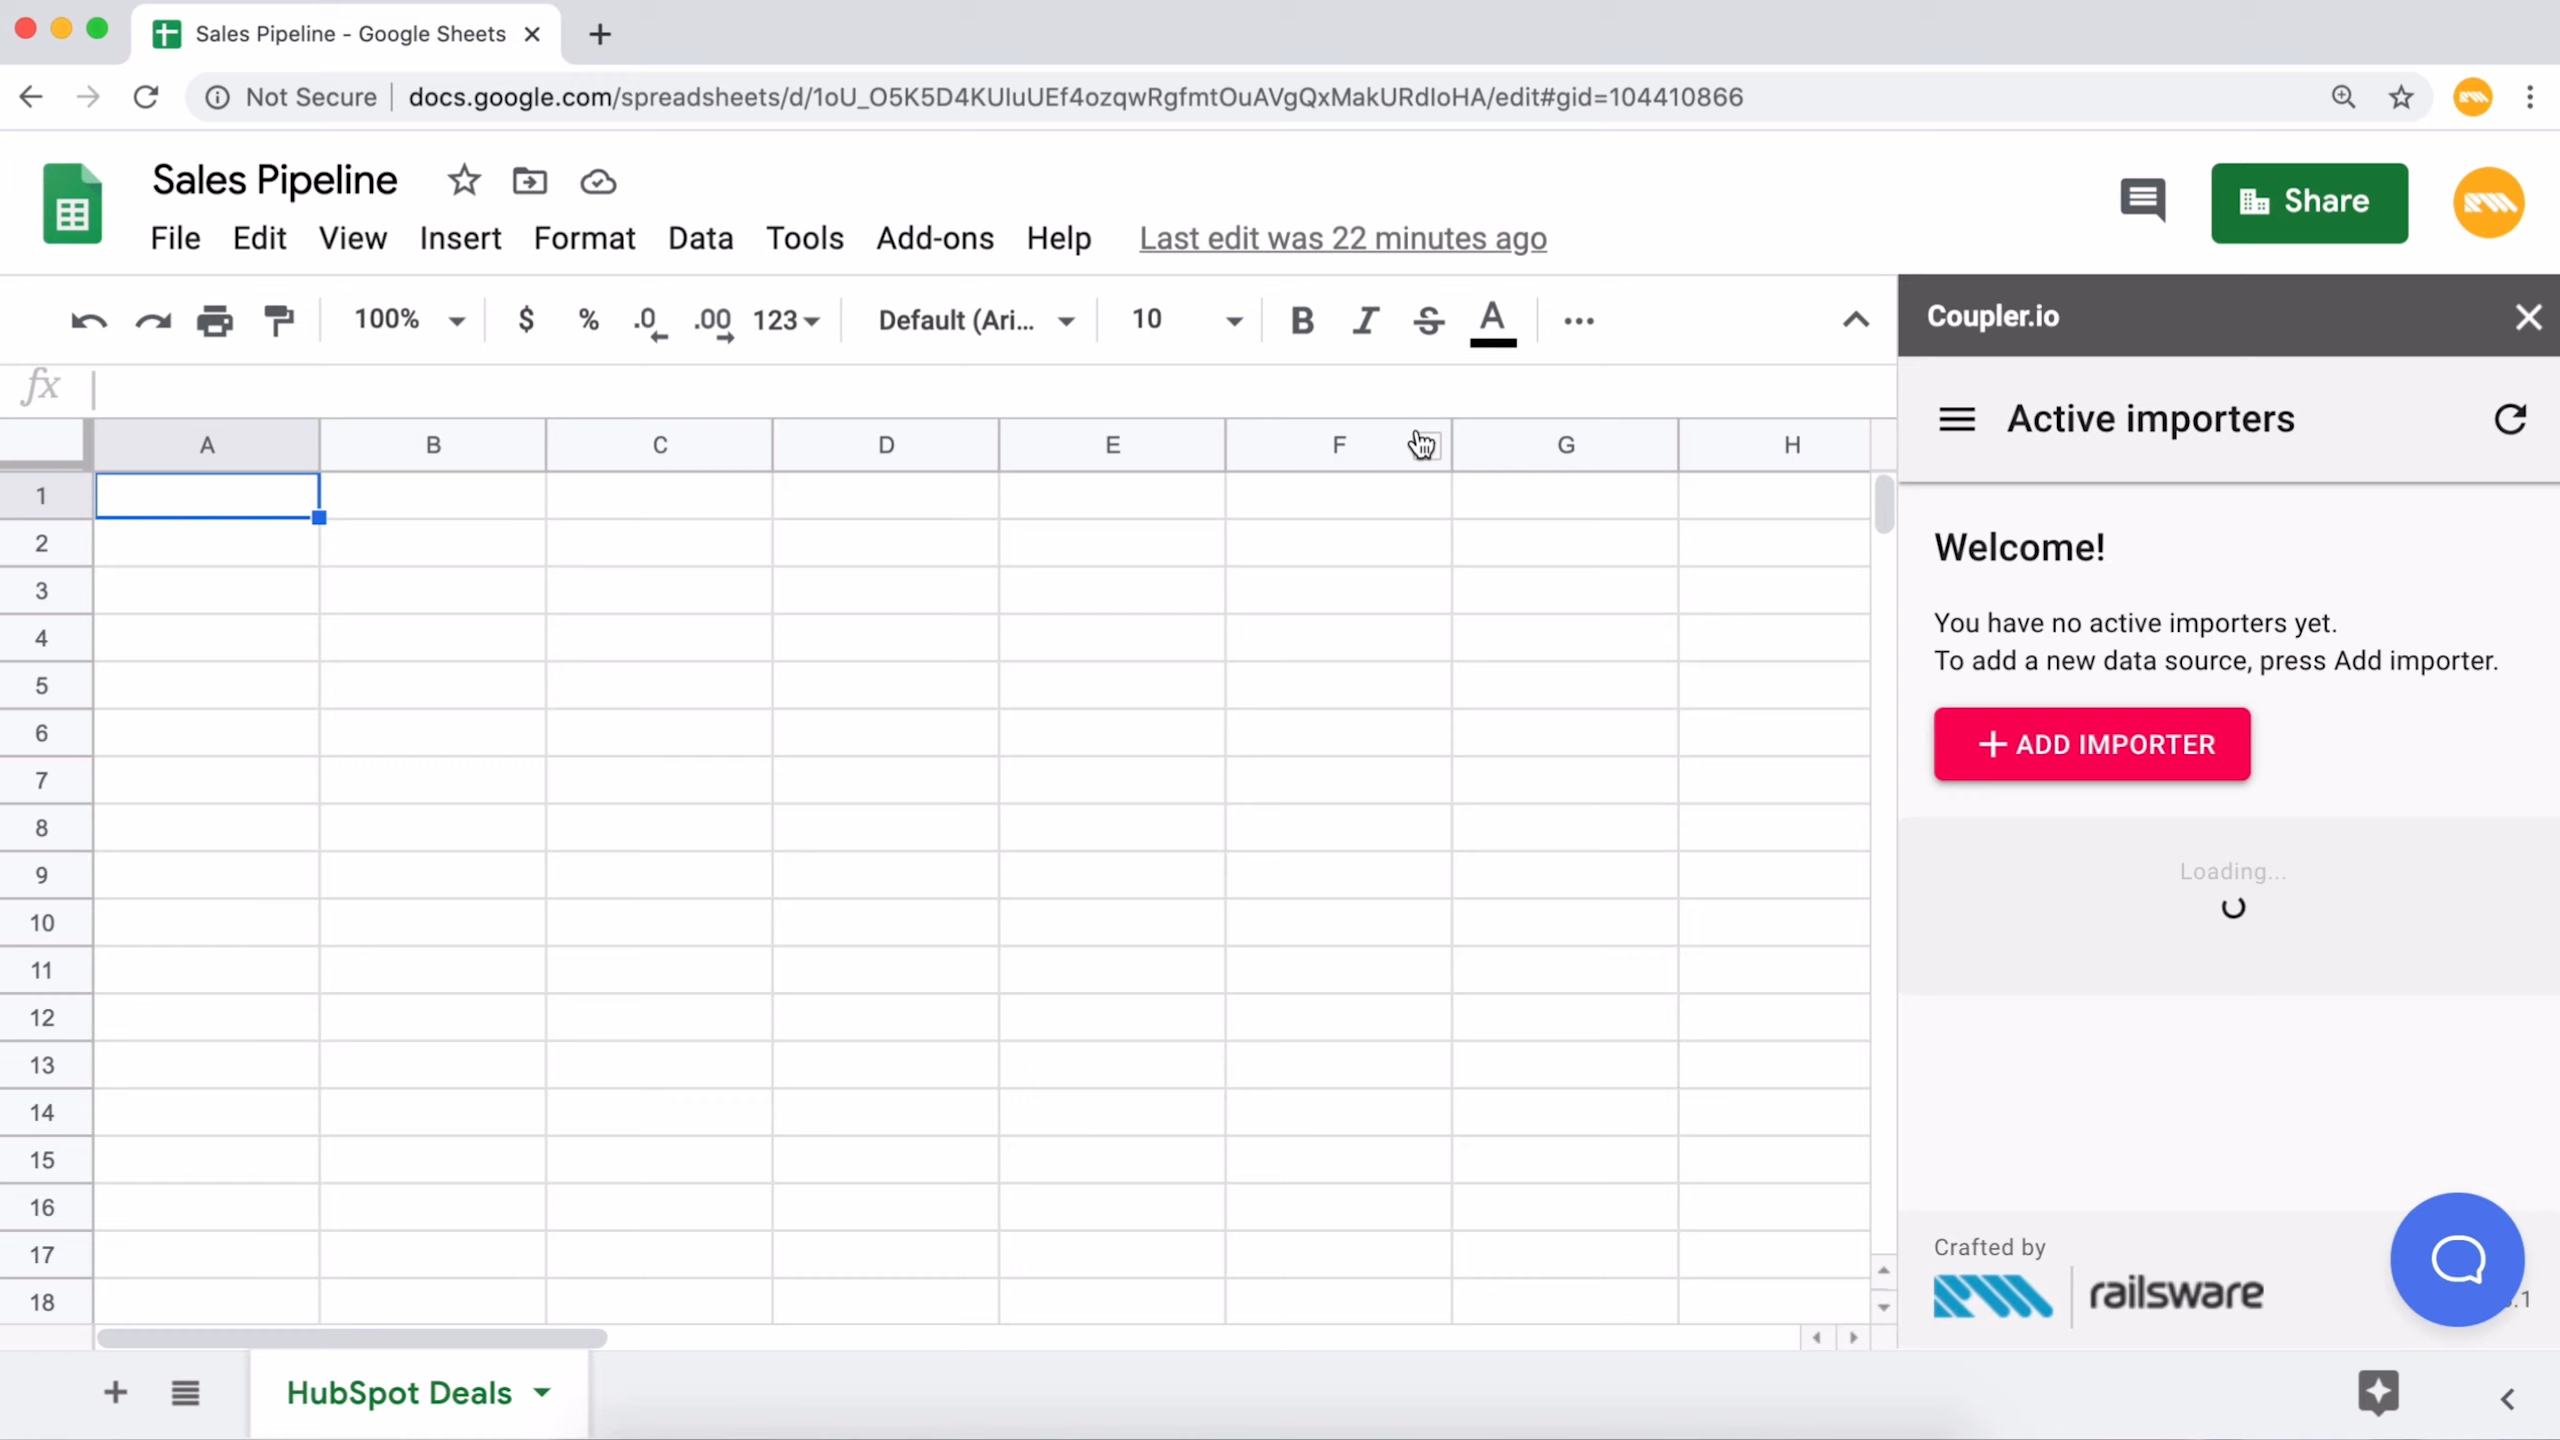 Sales Pipeline - Google Sheets
Not Secure docs.google.com/spreadsheets/d/1oU_O5K5D4KUIuUEf4ozqwRgfmtOuAVgQxMakURdIoHA/edit#gid=104410866
Sales Pipeline
File Edit View Insert Format Data Tools Add-ons Help Last edit was 22 minutes ago
Share
100% $ % .0 .00 123 Default (Ari... 10 B I S A
fx
A B C D E F G H
1
2
3
4
5
6
7
8
9
10
11
12
13
14
15
16
17
18
Coupler.io
Active importers
Welcome!
You have no active importers yet.
To add a new data source, press Add importer.
ADD IMPORTER
Loading...
Crafted by
railsware
.1
HubSpot Deals